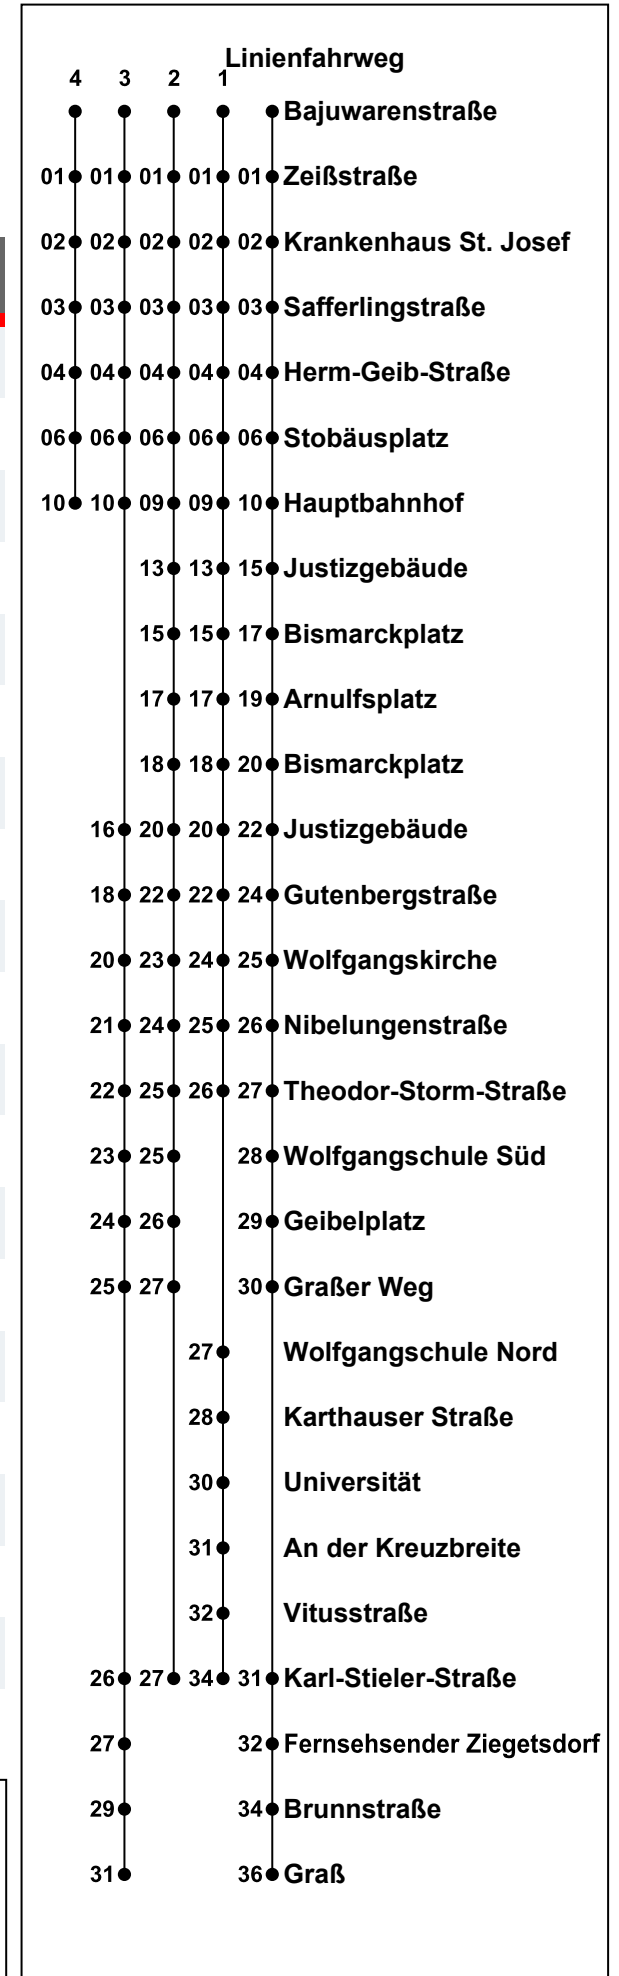 Linienfahrweg
4 3 2 1
Bajuwarenstraße
01 01 01 01 01 Zeißstraße
02 02 02 02 02 Krankenhaus St. Josef
03 03 03 03 03 Safferlingstraße
04 04 04 04 04 Herm-Geib-Straße
06 06 06 06 06 Stobäusplatz
10 10 09 09 10 Hauptbahnhof
13 13 15 Justizgebäude
15 15 17 Bismarckplatz
17 17 19 Arnulfsplatz
18 18 20 Bismarckplatz
16 20 20 22 Justizgebäude
18 22 22 24 Gutenbergstraße
20 23 24 25 Wolfgangskirche
21 24 25 26 Nibelungenstraße
22 25 26 27 Theodor-Storm-Straße
23 25 28 Wolfgangschule Süd
24 26 29 Geibelplatz
25 27 30 Graßer Weg
27 Wolfgangschule Nord
28 Karthauser Straße
30 Universität
31 An der Kreuzbreite
32 Vitusstraße
26 27 34 31 Karl-Stieler-Straße
27 32 Fernsehsender Ziegetsdorf
29 34 Brunnstraße
31 36 Graß